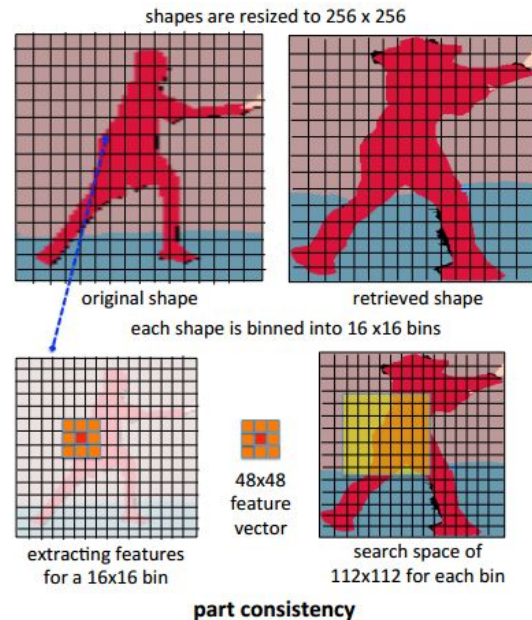 shapes are resized to 256 x 256
original shape
retrieved shape
each shape is binned into 16 x16 bins
48x48
feature
vector
extracting features
for a 16x16 bin
search space of
112x112 for each bin
part consistency